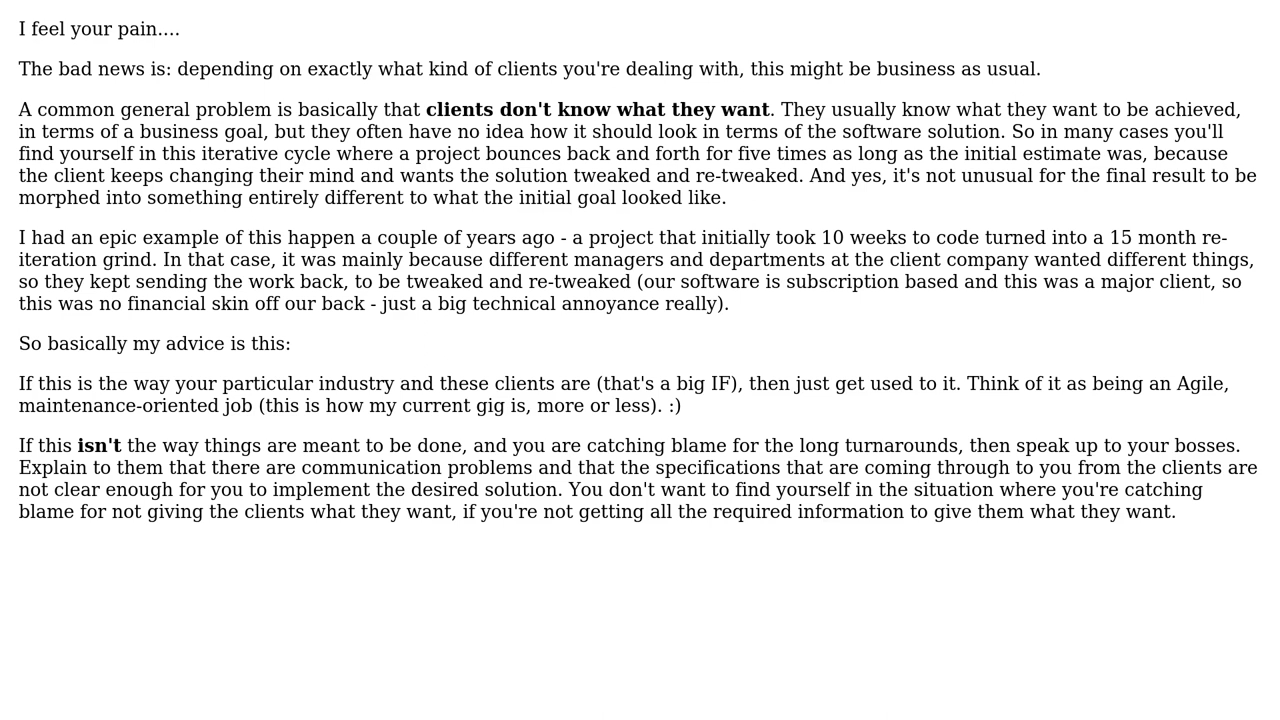 I feel your pain....
The bad news is: depending on exactly what kind of clients you're dealing with, this might be business as usual.
A common general problem is basically that clients don't know what they want. They usually know what they want to be achieved,
in terms of a business goal, but they often have no idea how it should look in terms of the software solution. So in many cases you'll
find yourself in this iterative cycle where a project bounces back and forth for five times as long as the initial estimate was, because
the client keeps changing their mind and wants the solution tweaked and re-tweaked. And yes, it's not unusual for the final result to be
morphed into something entirely different to what the initial goal looked like.
I had an epic example of this happen a couple of years ago - a project that initially took 10 weeks to code turned into a 15 month re-
iteration grind. In that case, it was mainly because different managers and departments at the client company wanted different things,
so they kept sending the work back, to be tweaked and re-tweaked (our software is subscription based and this was a major client, so
this was no financial skin off our back - just a big technical annoyance really).
So basically my advice is this:
If this is the way your particular industry and these clients are (that's a big IF), then just get used to it. Think of it as being an Agile,
maintenance-oriented job (this is how my current gig is, more or less). :)
If this isn't the way things are meant to be done, and you are catching blame for the long turnarounds, then speak up to your bosses.
Explain to them that there are communication problems and that the specifications that are coming through to you from the clients are
not clear enough for you to implement the desired solution. You don't want to find yourself in the situation where you're catching
blame for not giving the clients what they want, if you're not getting all the required information to give them what they want.